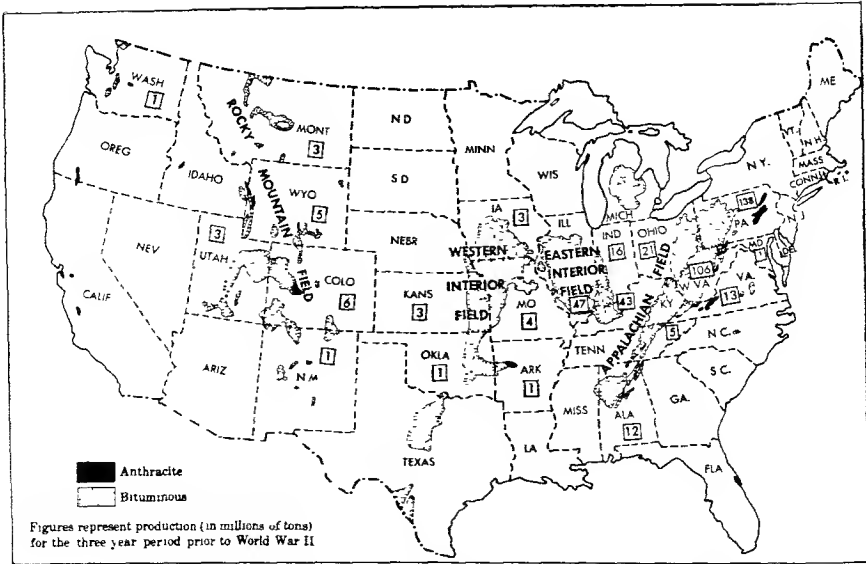 WASH
1
OREG
CALIF
NEV
IDAHO
ROCKY
MOUNTAIN
FIELD
MONT
3
WYO
5
3
UTAH
COLO
6
ARIZ
1
N M
N D
S D
NEBR
KANS
3
OKLA
1
TEXAS
MINN
IA
3
WESTERN
INTERIOR
FIELD
MO
4
ARK
1
LA
WIS
ILL
EASTERN
INTERIOR
FIELD
47
MICH
IND
16
OHIO
21
43
KY
TENN
5
MISS
ALA
12
APPALACHIAN
FIELD
GA.
FLA
S C.
N C.
VA.
13
W VA
106
MD
1
DEL
PA
138
N J
N.Y.
CONN
R I.
MASS
VT.
N H.
ME
Anthracite
Bituminous
Figures represent production (in millions of tons)
for the three year period prior to World War II